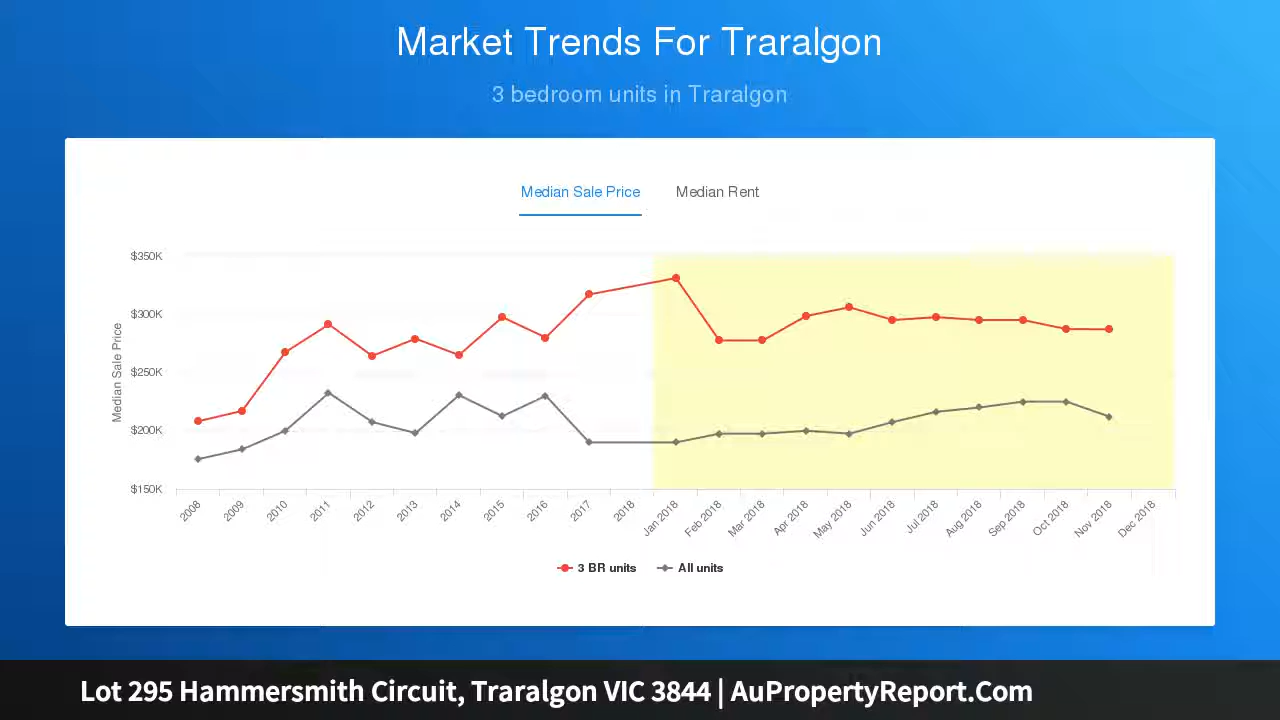 Market Trends For Traralgon
3 bedroom units in Traralgon
Median Sale Price Median Rent
Median Sale Price
$350K
$300K
$250K
$200K
$150K
2008 2009 2010 2011 2012 2013 2014 2015 2016 2017 2018 Jan 2018 Feb 2018 Mar 2018 Apr 2018 May 2018 Jun 2018 Jul 2018 Aug 2018 Sep 2018 Oct 2018 Nov 2018 Dec 2018
3 BR units All units
Lot 295 Hammersmith Circuit, Traralgon VIC 3844 | AuPropertyReport.Com